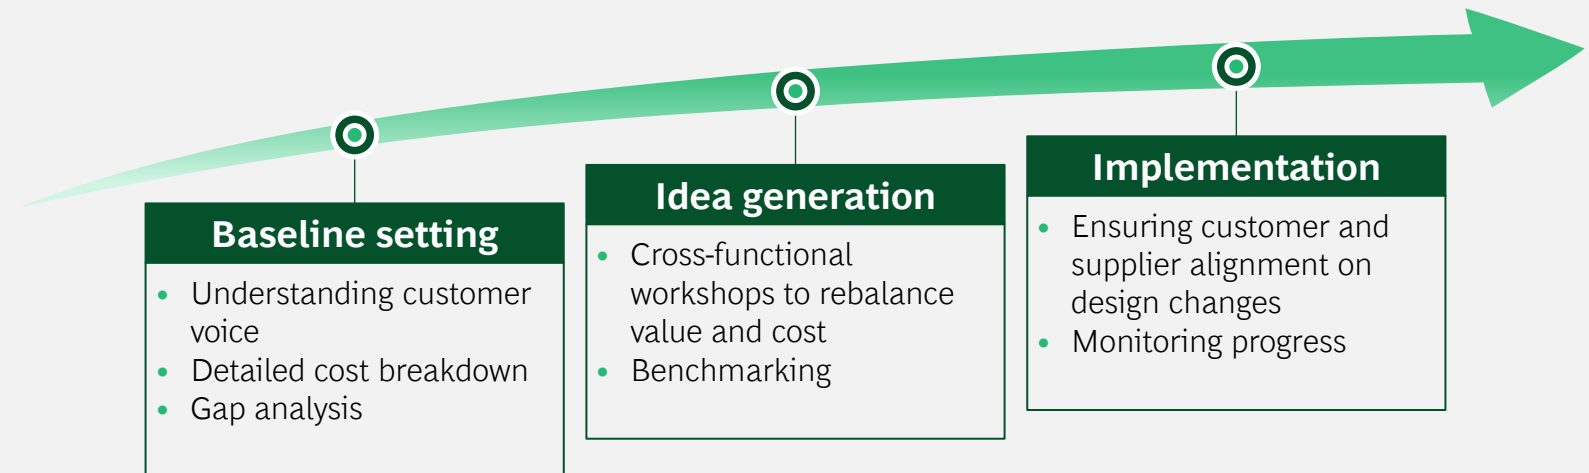 Baseline setting
• Understanding customer
voice
• Detailed cost breakdown
• Gap analysis
Idea generation
• Cross-functional
workshops to rebalance
value and cost
• Benchmarking
Implementation
• Ensuring customer and
supplier alignment on
design changes
• Monitoring progress